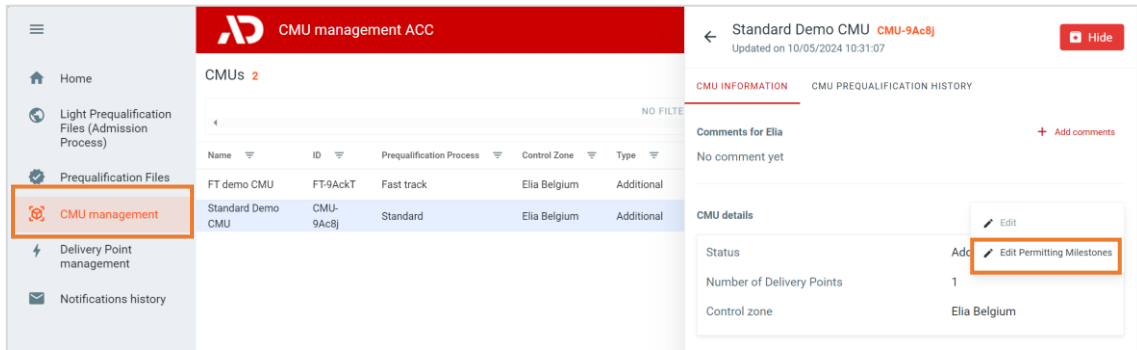 Home
Light Prequalification
Files (Admission
Process)
Prequalification Files
CMU management
Delivery Point
management
Notifications history
CMU management ACC
CMUs 2
NO FILTE
Name ID Prequalification Process Control Zone Type
FT demo CMU FT-9AckT Fast track Elia Belgium Additional
Standard Demo
CMU
CMU-
9Ac8j
Standard Elia Belgium Additional
Standard Demo CMU CMU-9Ac8j
Updated on 10/05/2024 10:31:07
Hide
CMU INFORMATION CMU PREQUALIFICATION HISTORY
Comments for Elia + Add comments
No comment yet
CMU details
Edit
Edit Permitting Milestones
Status Add
Number of Delivery Points 1
Control zone Elia Belgium